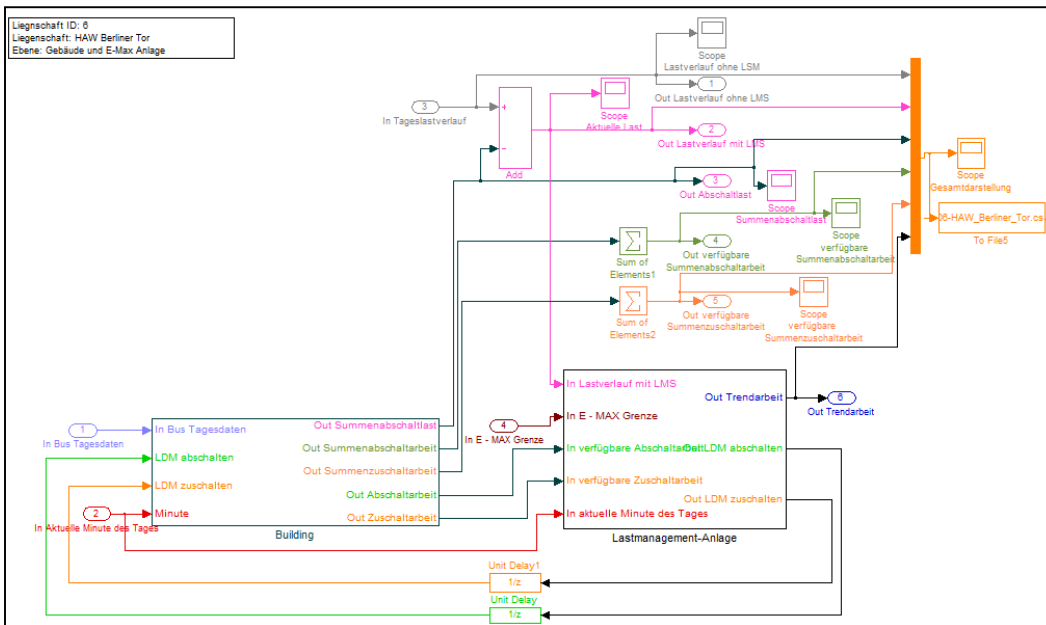 Liegnschaft ID: 6
Liegenschaft: HAW Berliner Tor
Ebene: Gebäude und E-Max Anlage
Scope
Lastverlauf ohne LSM
1
Out Lastverlauf ohne LMS
3
In Tageslastverlauf
+
−
Add
Scope
Aktuelle Last
2
Out Lastverlauf mit LMS
3
Out Abschaltlast
Scope
Summenabschaltlast
Scope
Gesamtdarstellung
06-HAW_Berliner_Tor.cs
To File5
Σ
Sum of
Elements1
4
Out verfügbare
Summenabschaltarbeit
Scope
verfügbare
Summenabschaltarbeit
Σ
Sum of
Elements2
5
Out verfügbare
Summenzuschaltarbeit
Scope
verfügbare
Summenzuschaltarbeit
In Lastverlauf mit LMS
Out Trendarbeit
6
Out Trendarbeit
4
In E - MAX Grenze
In E - MAX Grenze
In verfügbare Abschaltarbeit
Out LDM abschalten
In verfügbare Zuschaltarbeit
Out LDM zuschalten
In aktuelle Minute des Tages
Lastmanagement-Anlage
1
In Bus Tagesdaten
In Bus Tagesdaten
LDM abschalten
LDM zuschalten
2
Minute
In Aktuelle Minute des Tages
Out Summenabschaltlast
Out Summenabschaltarbeit
Out Summenzuschaltarbeit
Out Abschaltarbeit
Out Zuschaltarbeit
Building
Unit Delay1
1/z
Unit Delay
1/z